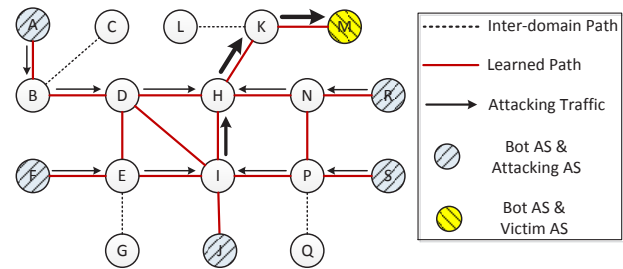 A
C
L
K
M
Inter-domain Path
Learned Path
B
D
H
N
R
Attacking Traffic
Bot AS &
Attacking AS
F
E
I
P
S
Bot AS &
Victim AS
G
J
Q